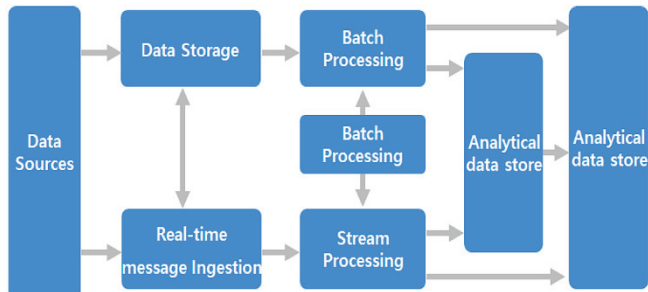 Data
Sources
Data Storage
Real-time
message Ingestion
Batch
Processing
Batch
Processing
Stream
Processing
Analytical
data store
Analytical
data store